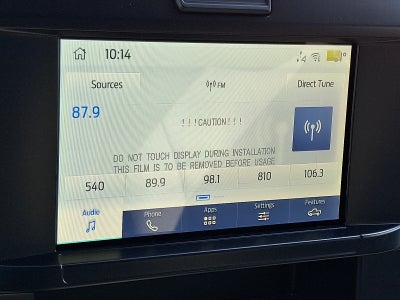 10:14
Sources
FM
Direct Tune
87.9
!!!CAUTION!!!
DO NOT TOUCH DISPLAY DURING INSTALLATION
THIS FILM IS TO BE REMOVED BEFORE USAGE
540 89.9 98.1 810 106.3
Audio Phone Apps Settings Features